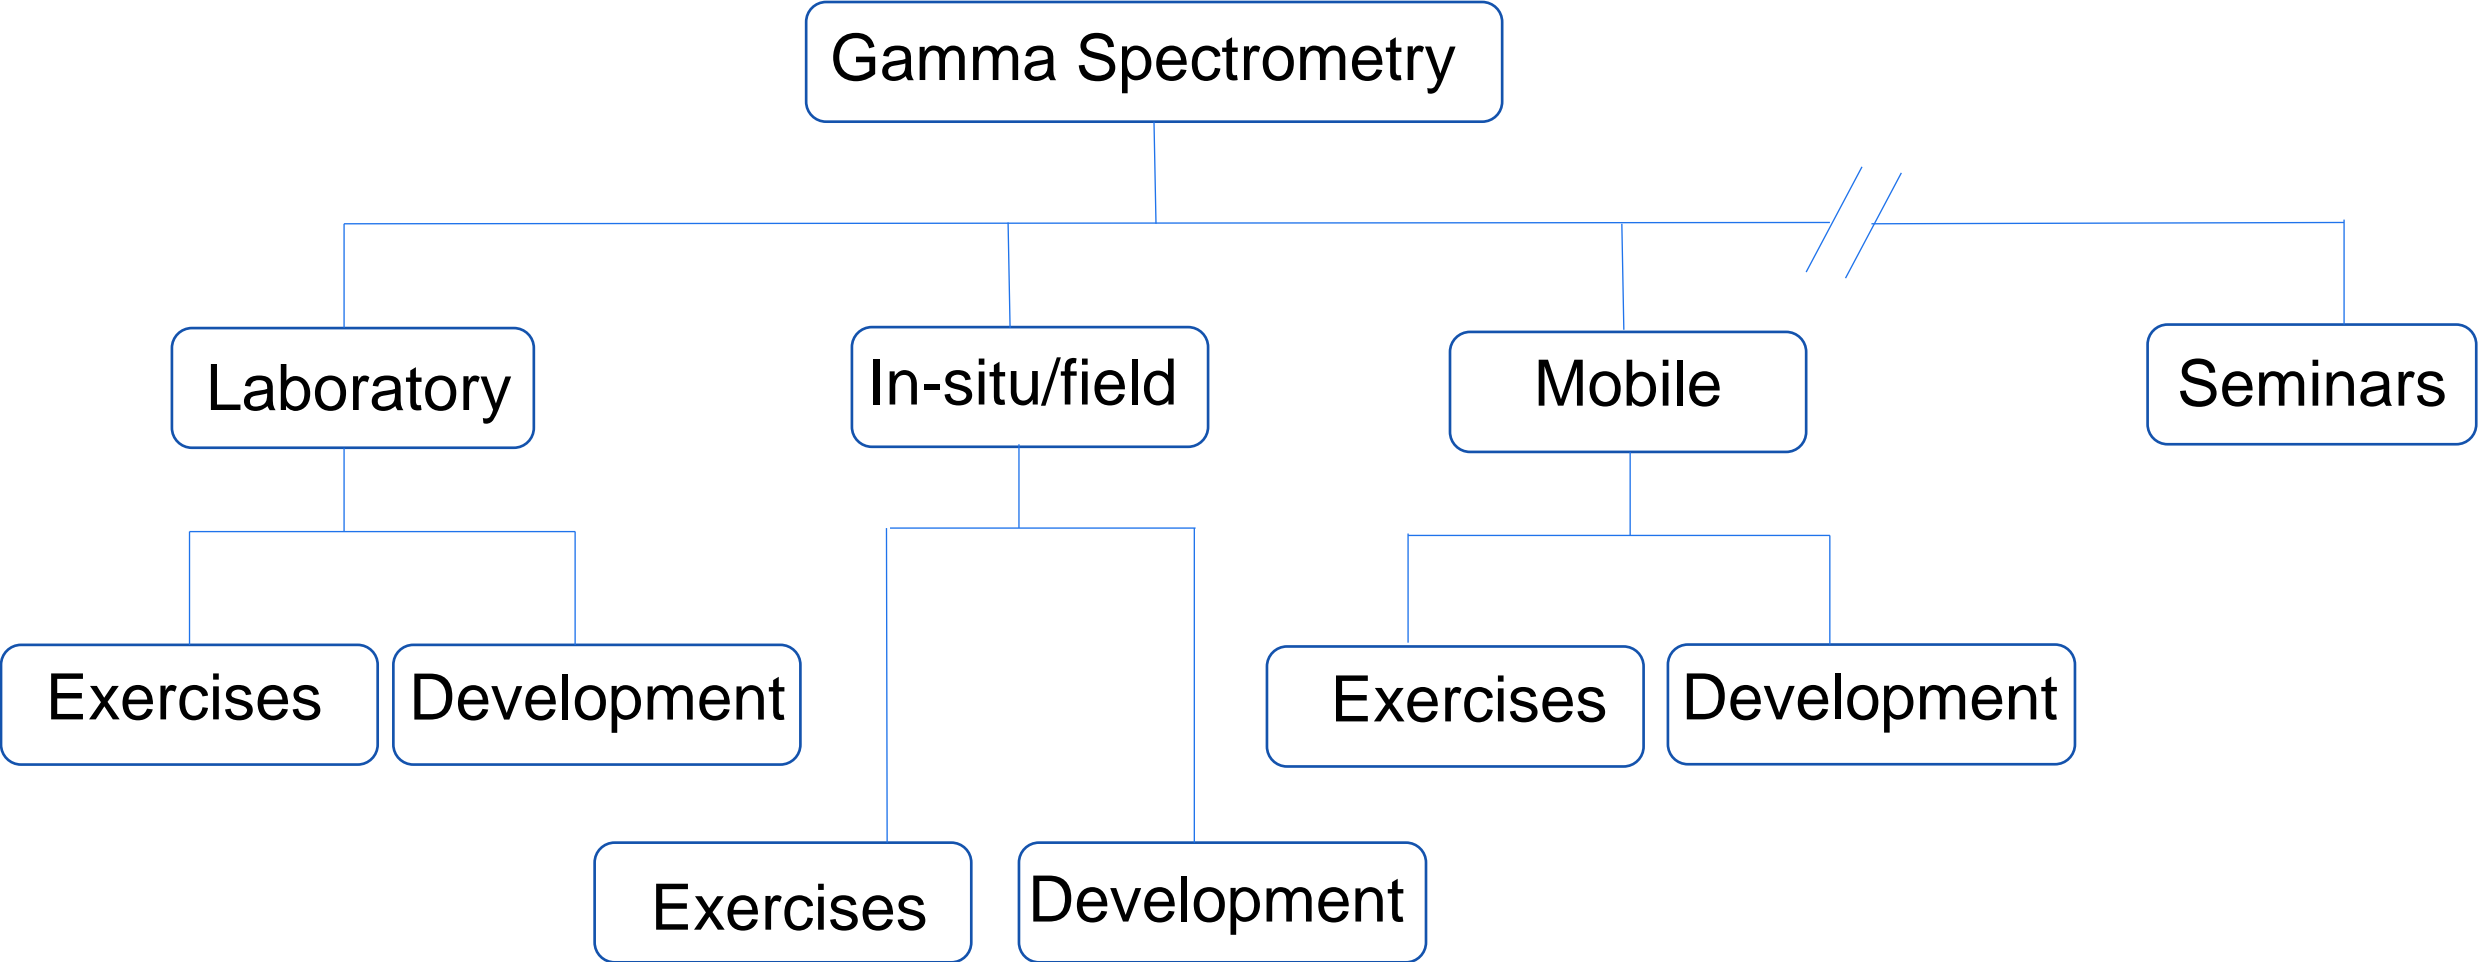 Gamma Spectrometry
Laboratory
In-situ/field
Mobile
Seminars
Exercises
Development
Exercises
Development
Exercises
Development